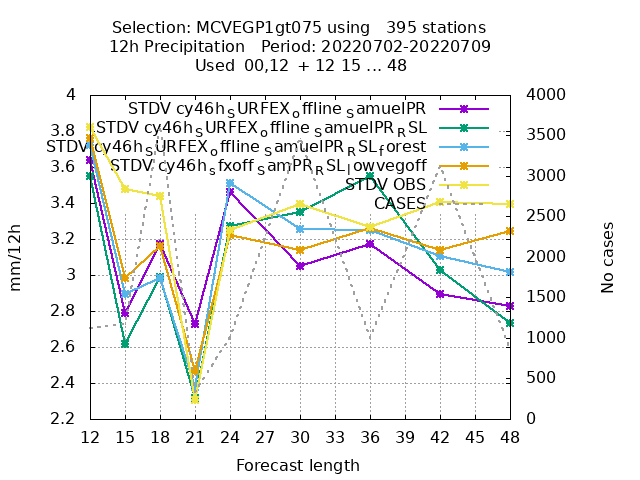 Selection: MCVEGP1gt075 using   395 stations
12h Precipitation   Period: 20220702-20220709
Used  00,12  + 12 15 ... 48
STDV cy46h_SURFEX_offline_SamuelPR
STDV cy46h_SURFEX_offline_SamuelPR_RSL
STDV cy46h_SURFEX_offline_SamuelPR_RSL_forest
STDV cy46h_sfxoff_SamPR_RSL_lowvegoff
STDV OBS
CASES
4
3.8
3.6
3.4
3.2
3
2.8
2.6
2.4
2.2
mm/12h
4000
3500
3000
2500
2000
1500
1000
500
0
No cases
12 15 18 21 24 27 30 33 36 39 42 45 48
Forecast length